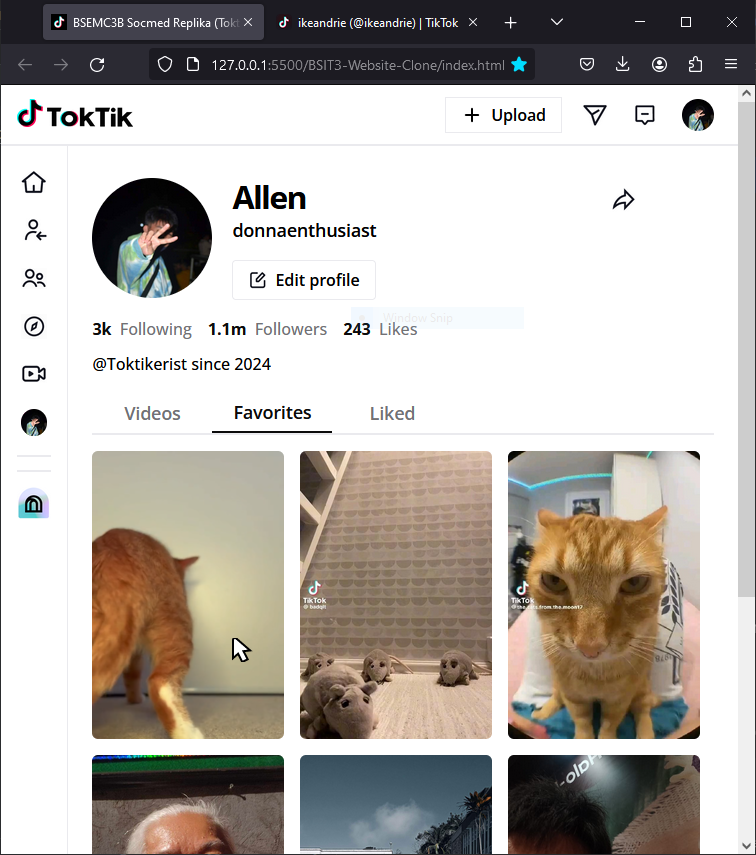 BSEMC3B Socmed Replika (Tokt
ikeandrie (@ikeandrie) | TikTok
127.0.0.1:5500/BSIT3-Website-Clone/index.html
TokTik
Upload
Allen
donnaenthusiast
Edit profile
Window Snip
3k Following 1.1m Followers 243 Likes
@Toktikerist since 2024
Videos Favorites Liked
TikTok
@badqit
TikTok
@the.cats.from.the.moon17